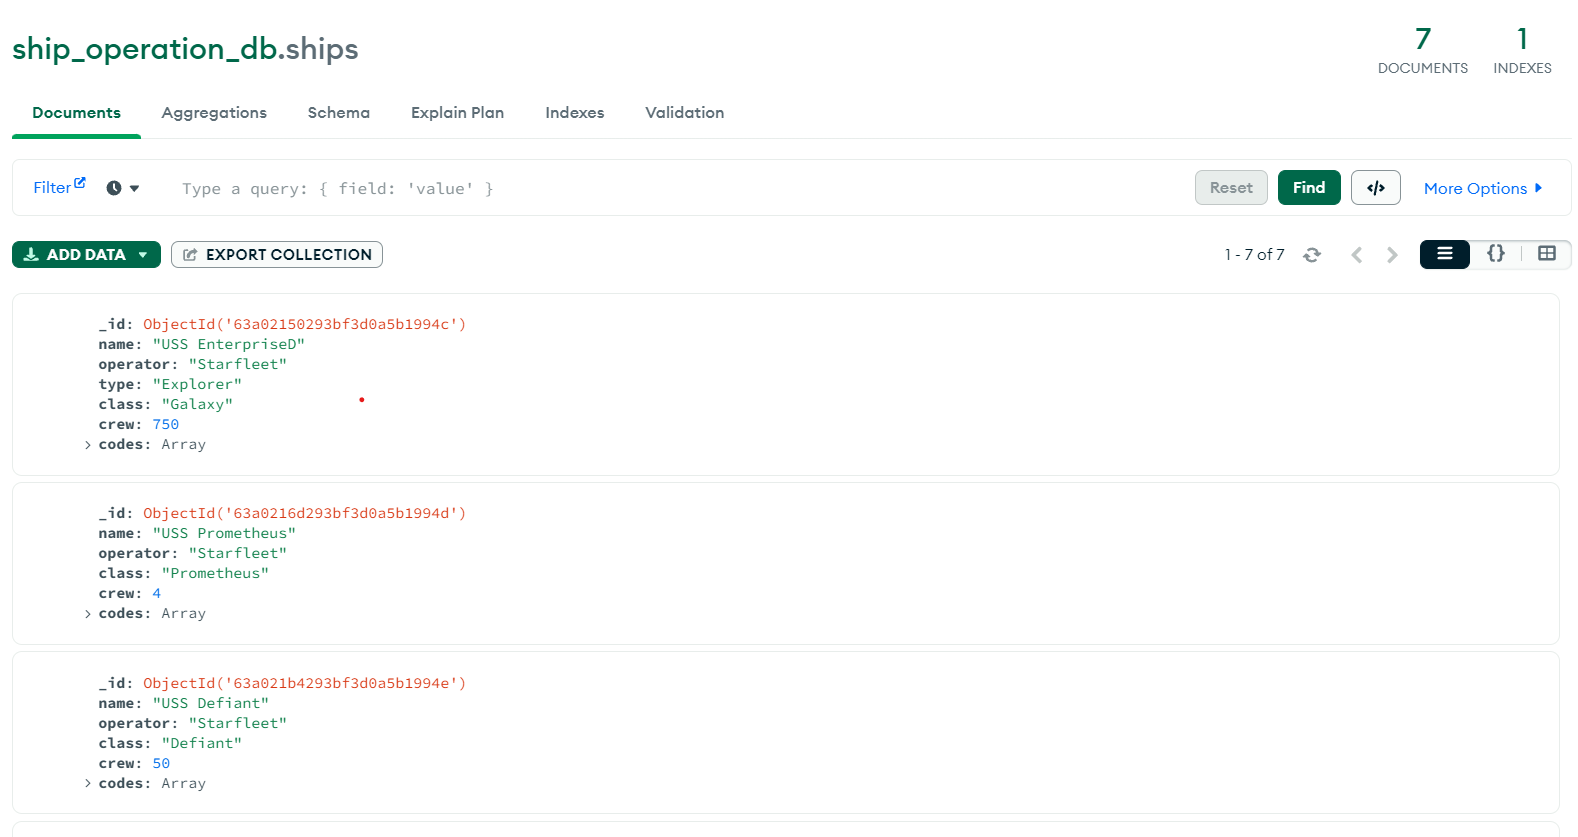 ship_operation_db.ships
7
DOCUMENTS
1
INDEXES
Documents Aggregations Schema Explain Plan Indexes Validation
Filter Type a query: { field: 'value' } Reset Find </> More Options
ADD DATA EXPORT COLLECTION 1 - 7 of 7 {}
_id: ObjectId('63a02150293bf3d0a5b1994c')
name: "USS EnterpriseD"
operator: "Starfleet"
type: "Explorer"
class: "Galaxy"
crew: 750
codes: Array
_id: ObjectId('63a0216d293bf3d0a5b1994d')
name: "USS Prometheus"
operator: "Starfleet"
class: "Prometheus"
crew: 4
codes: Array
_id: ObjectId('63a021b4293bf3d0a5b1994e')
name: "USS Defiant"
operator: "Starfleet"
class: "Defiant"
crew: 50
codes: Array